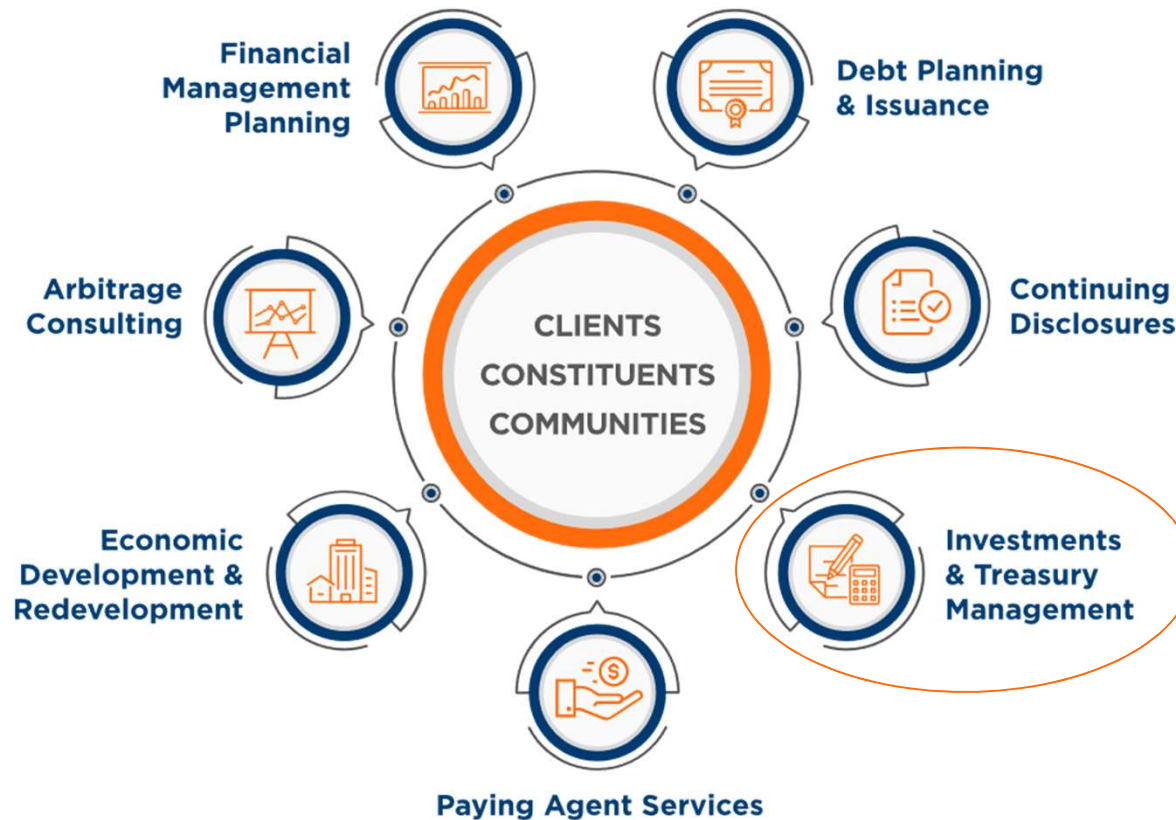 Financial
Management
Planning
Debt Planning
& Issuance
Arbitrage
Consulting
CLIENTS
CONSTITUENTS
COMMUNITIES
Continuing
Disclosures
Economic
Development &
Redevelopment
Investments
& Treasury
Management
$
Paying Agent Services